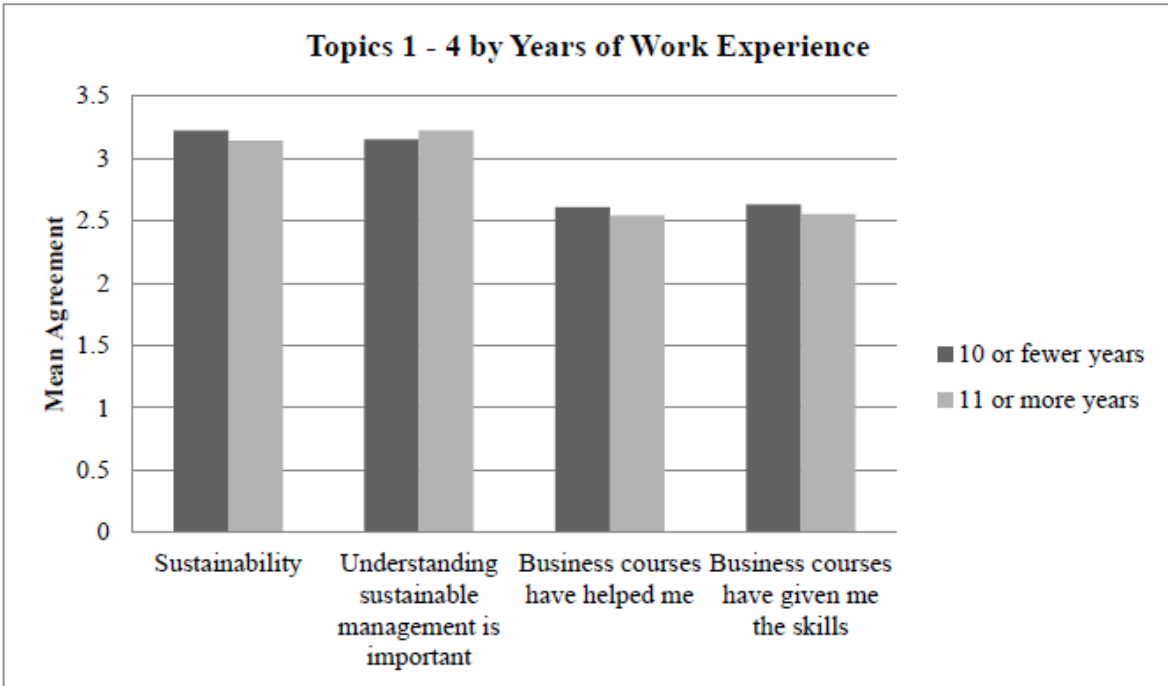 Topics 1 - 4 by Years of Work Experience
3.5
3
2.5
2
1.5
1
0.5
0
Mean Agreement
Sustainability
Understanding
sustainable
management is
important
Business courses
have helped me
Business courses
have given me
the skills
10 or fewer years
11 or more years